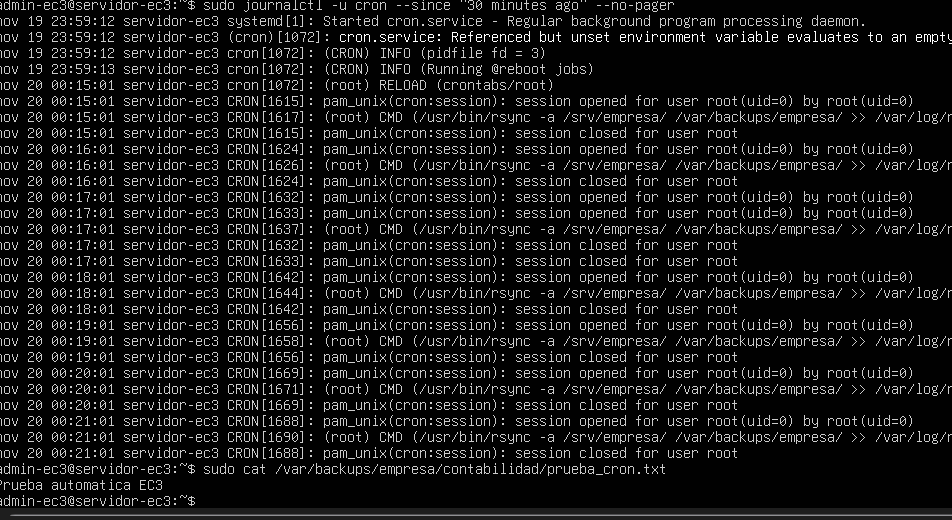 admin-ec3@servidor-ec3:~$ sudo journalctl -u cron --since "30 minutes ago" --no-pager
nov 19 23:59:12 servidor-ec3 systemd[1]: Started cron.service - Regular background program processing daemon.
nov 19 23:59:12 servidor-ec3 (cron)[1072]: cron.service: Referenced but unset environment variable evaluates to an empty
nov 19 23:59:12 servidor-ec3 cron[1072]: (CRON) INFO (pidfile fd = 3)
nov 19 23:59:13 servidor-ec3 cron[1072]: (CRON) INFO (Running @reboot jobs)
nov 20 00:15:01 servidor-ec3 cron[1072]: (root) RELOAD (crontabs/root)
nov 20 00:15:01 servidor-ec3 CRON[1615]: pam_unix(cron:session): session opened for user root(uid=0) by root(uid=0)
nov 20 00:15:01 servidor-ec3 CRON[1617]: (root) CMD (/usr/bin/rsync -a /srv/empresa/ /var/backups/empresa/ >> /var/log/r
nov 20 00:15:01 servidor-ec3 CRON[1615]: pam_unix(cron:session): session closed for user root
nov 20 00:16:01 servidor-ec3 CRON[1624]: pam_unix(cron:session): session opened for user root(uid=0) by root(uid=0)
nov 20 00:16:01 servidor-ec3 CRON[1626]: (root) CMD (/usr/bin/rsync -a /srv/empresa/ /var/backups/empresa/ >> /var/log/r
nov 20 00:16:01 servidor-ec3 CRON[1624]: pam_unix(cron:session): session closed for user root
nov 20 00:17:01 servidor-ec3 CRON[1632]: pam_unix(cron:session): session opened for user root(uid=0) by root(uid=0)
nov 20 00:17:01 servidor-ec3 CRON[1633]: pam_unix(cron:session): session opened for user root(uid=0) by root(uid=0)
nov 20 00:17:01 servidor-ec3 CRON[1637]: (root) CMD (/usr/bin/rsync -a /srv/empresa/ /var/backups/empresa/ >> /var/log/r
nov 20 00:17:01 servidor-ec3 CRON[1632]: pam_unix(cron:session): session closed for user root
nov 20 00:17:01 servidor-ec3 CRON[1633]: pam_unix(cron:session): session closed for user root
nov 20 00:18:01 servidor-ec3 CRON[1642]: pam_unix(cron:session): session opened for user root(uid=0) by root(uid=0)
nov 20 00:18:01 servidor-ec3 CRON[1644]: (root) CMD (/usr/bin/rsync -a /srv/empresa/ /var/backups/empresa/ >> /var/log/r
nov 20 00:18:01 servidor-ec3 CRON[1642]: pam_unix(cron:session): session closed for user root
nov 20 00:19:01 servidor-ec3 CRON[1656]: pam_unix(cron:session): session opened for user root(uid=0) by root(uid=0)
nov 20 00:19:01 servidor-ec3 CRON[1658]: (root) CMD (/usr/bin/rsync -a /srv/empresa/ /var/backups/empresa/ >> /var/log/r
nov 20 00:19:01 servidor-ec3 CRON[1656]: pam_unix(cron:session): session closed for user root
nov 20 00:20:01 servidor-ec3 CRON[1669]: pam_unix(cron:session): session opened for user root(uid=0) by root(uid=0)
nov 20 00:20:01 servidor-ec3 CRON[1671]: (root) CMD (/usr/bin/rsync -a /srv/empresa/ /var/backups/empresa/ >> /var/log/r
nov 20 00:20:01 servidor-ec3 CRON[1669]: pam_unix(cron:session): session closed for user root
nov 20 00:21:01 servidor-ec3 CRON[1688]: pam_unix(cron:session): session opened for user root(uid=0) by root(uid=0)
nov 20 00:21:01 servidor-ec3 CRON[1690]: (root) CMD (/usr/bin/rsync -a /srv/empresa/ /var/backups/empresa/ >> /var/log/r
nov 20 00:21:01 servidor-ec3 CRON[1688]: pam_unix(cron:session): session closed for user root
admin-ec3@servidor-ec3:~$ sudo cat /var/backups/empresa/contabilidad/prueba_cron.txt
Prueba automatica EC3
admin-ec3@servidor-ec3:~$